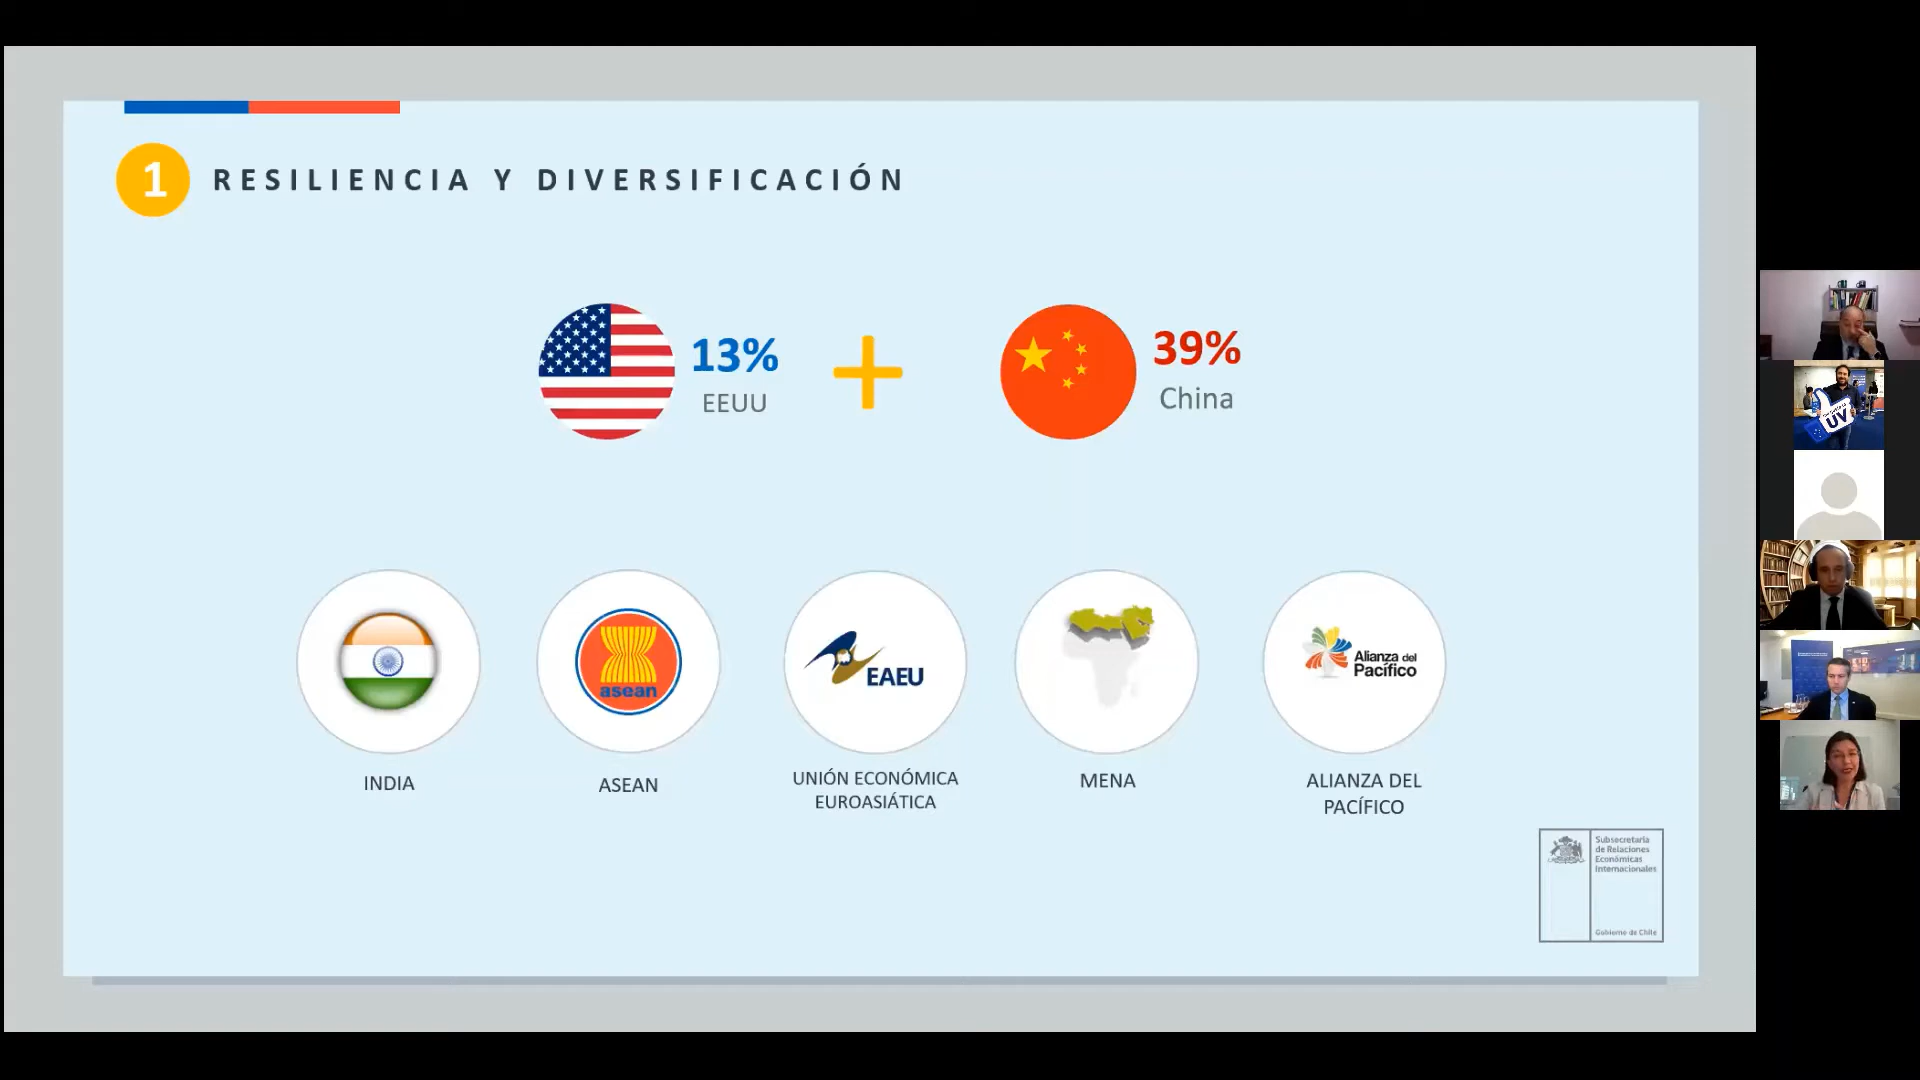 1
RESILIENCIA Y DIVERSIFICACIÓN
13%
EEUU
39%
China
asean
EAEU
Alianza del
Pacífico
INDIA
ASEAN
UNIÓN ECONÓMICA
EUROASIÁTICA
MENA
ALIANZA DEL
PACÍFICO
Subsecretaría
de Relaciones
Económicas
Internacionales
Gobierno de Chile
UV